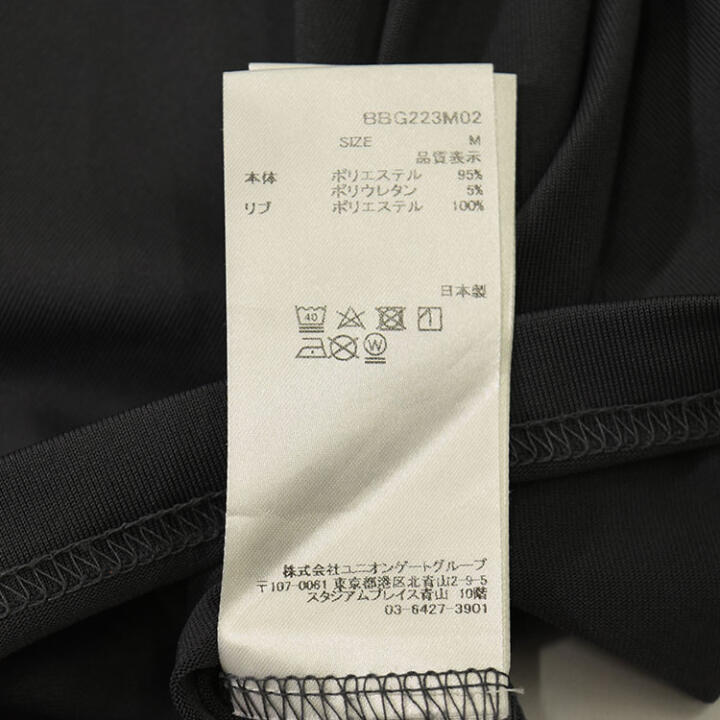 BBG223M02
SIZE M
品質表示
本体 ポリエステル 95%
ポリウレタン 5%
リブ ポリエステル 100%
日本製
40
W
株式会社ユニオンゲートグループ
〒107-0061 東京都港区北青山2-9-5
スタジアムプレイス青山 10階
03-6427-3901